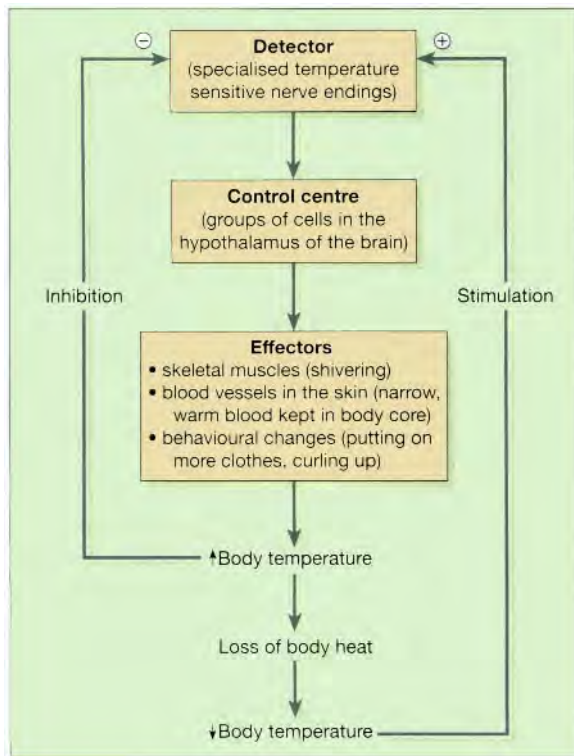 ⊖
⊕
Detector
(specialised temperature
sensitive nerve endings)
Control centre
(groups of cells in the
hypothalamus of the brain)
Inhibition
Stimulation
Effectors
• skeletal muscles (shivering)
• blood vessels in the skin (narrow,
warm blood kept in body core)
• behavioural changes (putting on
more clothes, curling up)
↑Body temperature
Loss of body heat
↓Body temperature